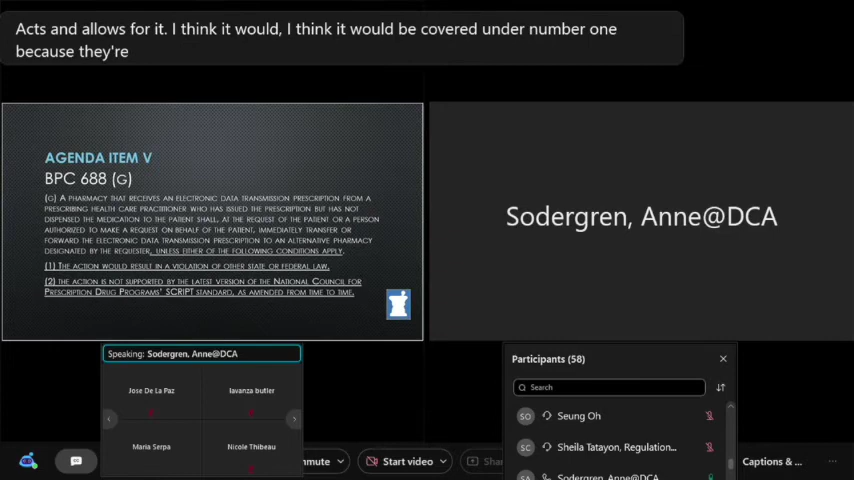 Acts and allows for it. I think it would, I think it would be covered under number one
because they're
AGENDA ITEM V
BPC 688 (G)
(G) A PHARMACY THAT RECEIVES AN ELECTRONIC DATA TRANSMISSION PRESCRIPTION FROM A
PRESCRIBING HEALTH CARE PRACTITIONER WHO HAS ISSUED THE PRESCRIPTION BUT HAS NOT
DISPENSED THE MEDICATION TO THE PATIENT SHALL, AT THE REQUEST OF THE PATIENT OR A PERSON
AUTHORIZED TO MAKE A REQUEST ON BEHALF OF THE PATIENT, IMMEDIATELY TRANSFER OR
FORWARD THE ELECTRONIC DATA TRANSMISSION PRESCRIPTION TO AN ALTERNATIVE PHARMACY
DESIGNATED BY THE REQUESTER, UNLESS EITHER OF THE FOLLOWING CONDITIONS APPLY.
(1) THE ACTION WOULD RESULT IN A VIOLATION OF OTHER STATE OR FEDERAL LAW.
(2) THE ACTION IS NOT SUPPORTED BY THE LATEST VERSION OF THE NATIONAL COUNCIL FOR
PRESCRIPTION DRUG PROGRAMS' SCRIPT STANDARD, AS AMENDED FROM TIME TO TIME.
Sodergren, Anne@DCA
Speaking: Sodergren, Anne@DCA
Jose De La Paz
lavanza butler
Maria Serpa
Nicole Thibeau
Participants (58)
Search
SO Seung Oh
SC Sheila Tatayon, Regulation...
SA Sodergren, Anne@DCA
mute
Start video
Shar
Captions & ...